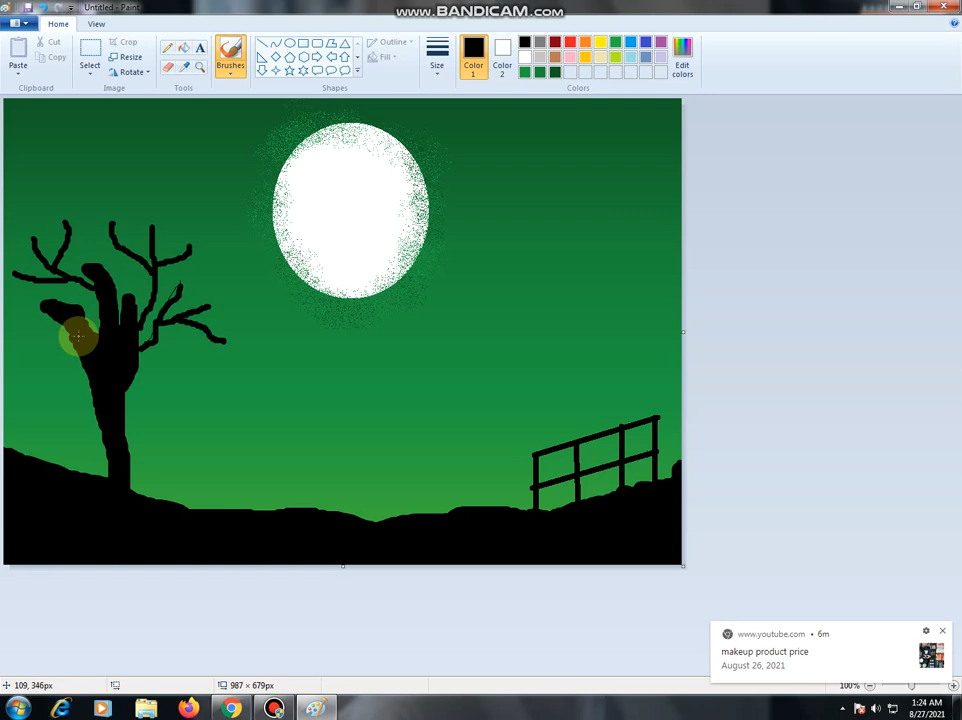 www.BANDICAM.com
Untitled - Paint
Home
View
Paste
Cut
Copy
Clipboard
Select
Crop
Resize
Rotate
Image
A
Tools
Brushes
Outline
Fill
Shapes
Size
Color 1
Color 2
Edit colors
Colors
www.youtube.com • 6m
makeup product price
August 26, 2021
109, 346px
987 × 679px
100%
1:24 AM
8/27/2021